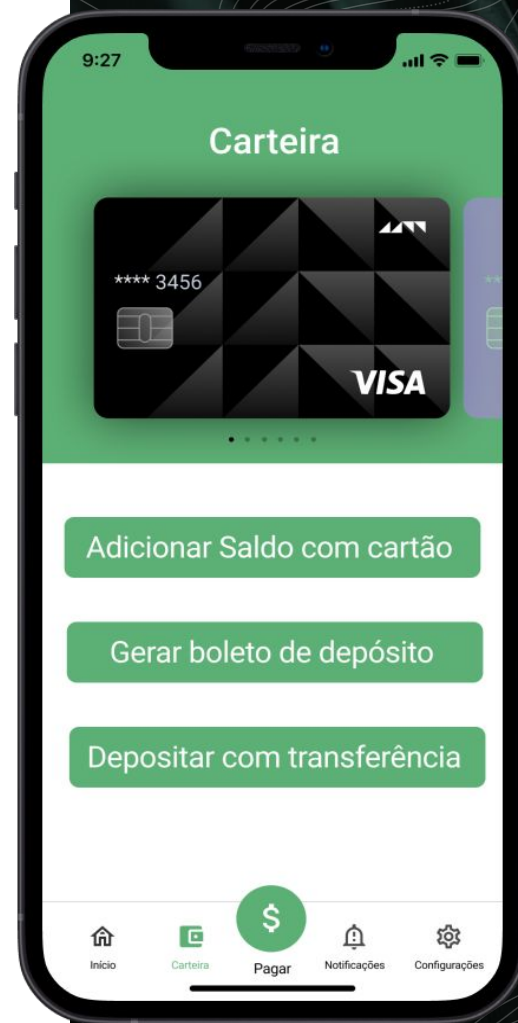 9:27
Carteira
**** 3456
VISA
Adicionar Saldo com cartão
Gerar boleto de depósito
Depositar com transferência
$
Início
Carteira
Pagar
Notificações
Configurações